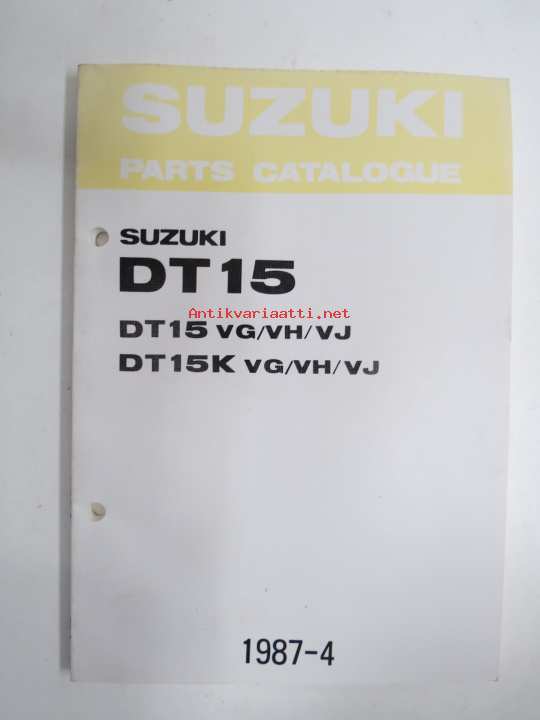 SUZUKI
PARTS CATALOGUE
SUZUKI
DT15
Antikvariaatti.net
DT15 VG/VH/VJ
DT15K VG/VH/VJ
1987-4